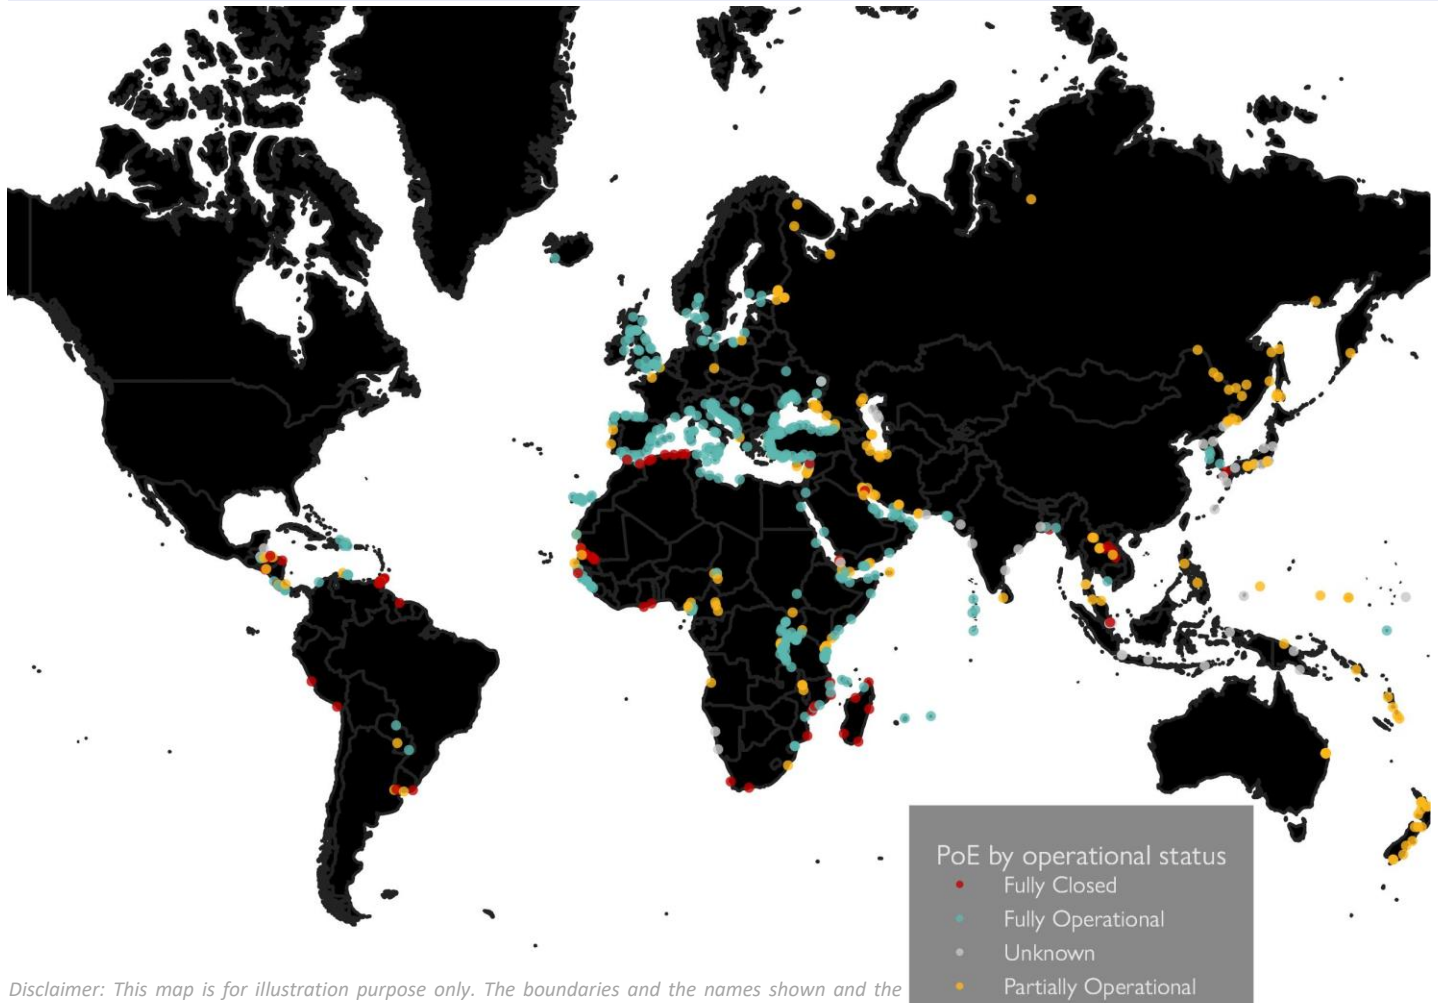 PoE by operational status
Fully Closed
Fully Operational
Unknown
Partially Operational
Disclaimer: This map is for illustration purpose only. The boundaries and the names shown and the